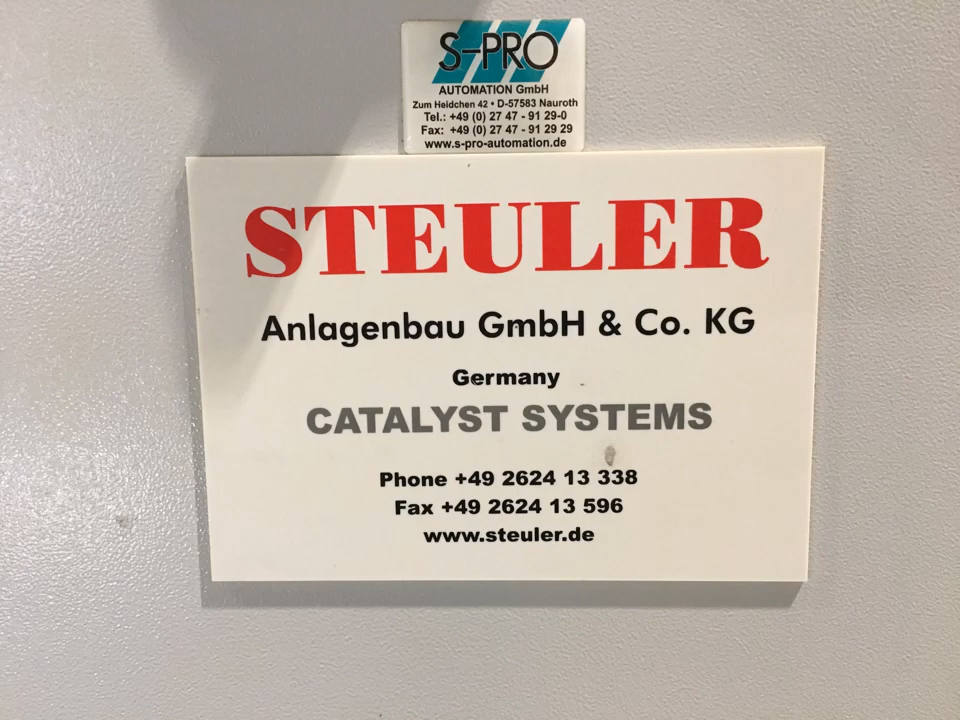 S-PRO
AUTOMATION GmbH
Zum Heidchen 42 • D-57583 Nauroth
Tel.: +49 (0) 27 47 - 91 29-0
Fax: +49 (0) 27 47 - 91 29 29
www.s-pro-automation.de
STEULER
Anlagenbau GmbH & Co. KG
Germany
CATALYST SYSTEMS
Phone +49 2624 13 338
Fax +49 2624 13 596
www.steuler.de